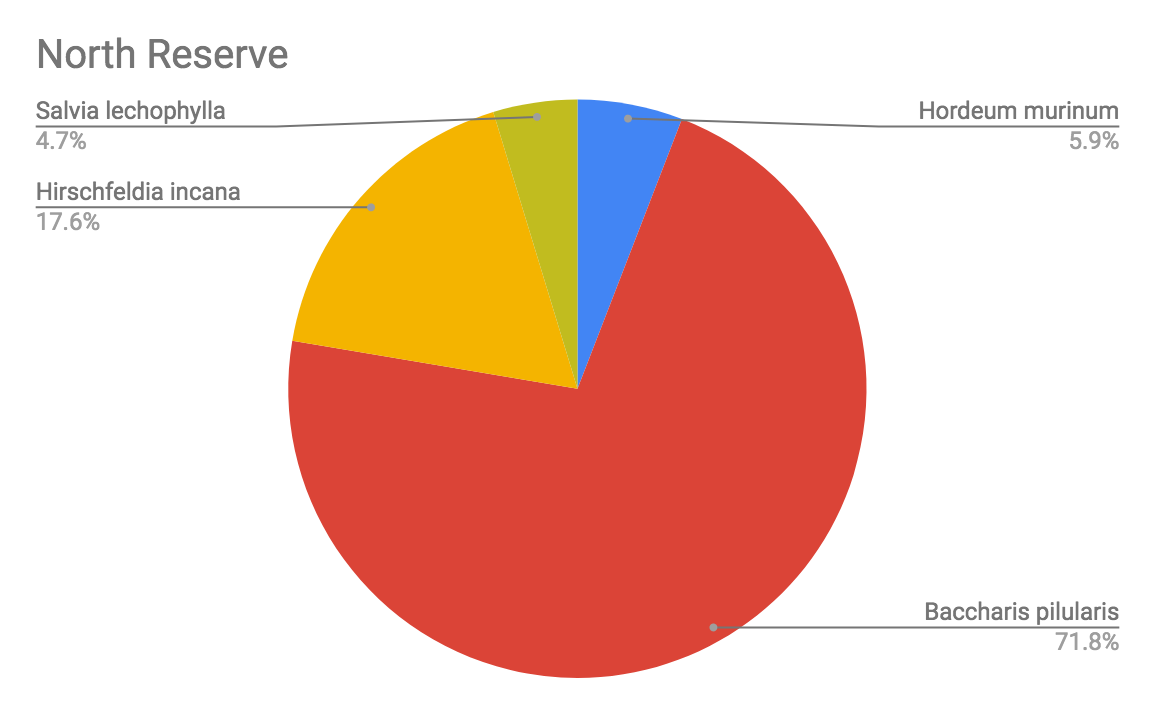 North Reserve
Salvia lechophylla
4.7%
Hirschfeldia incana
17.6%
Hordeum murinum
5.9%
Baccharis pilularis
71.8%